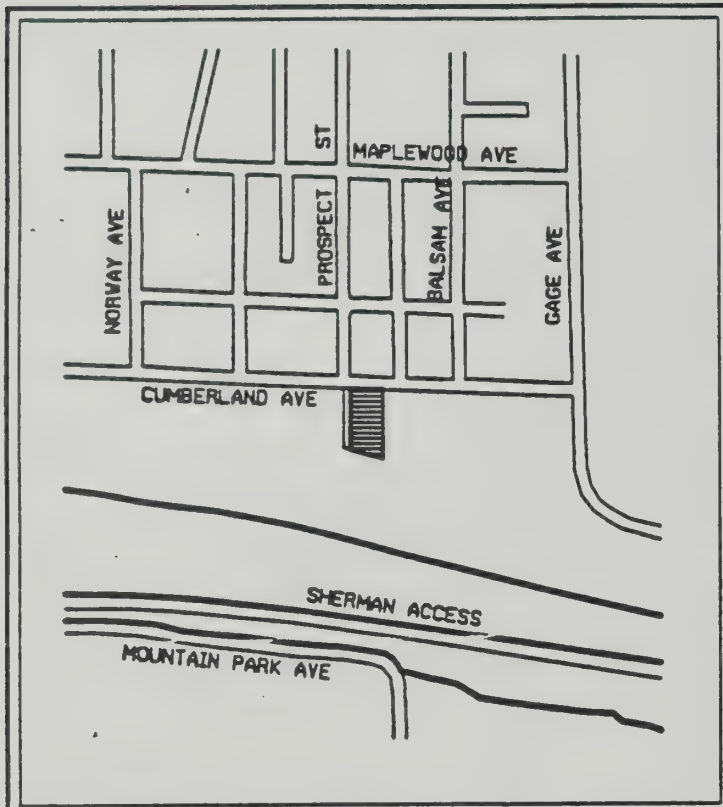 ST
MAPLEWOOD AVE
NORWAY AVE
PROSPECT
BALSAM AVE
GAGE AVE
CUMBERLAND AVE
SHERMAN ACCESS
MOUNTAIN PARK AVE